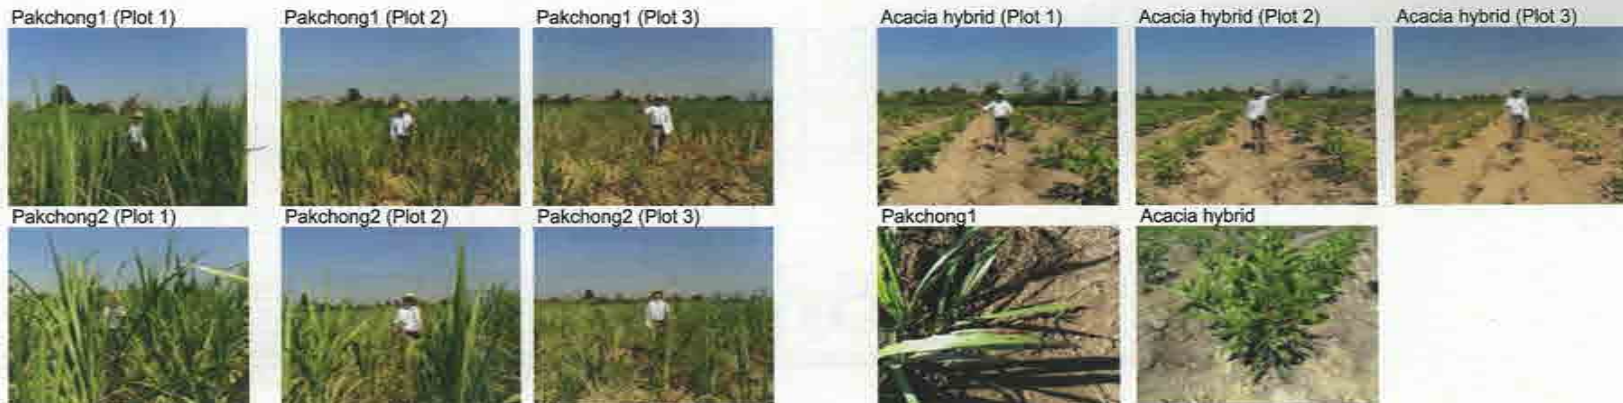 Pakchong1 (Plot 1)
Pakchong1 (Plot 2)
Pakchong1 (Plot 3)
Acacia hybrid (Plot 1)
Acacia hybrid (Plot 2)
Acacia hybrid (Plot 3)
Pakchong2 (Plot 1)
Pakchong2 (Plot 2)
Pakchong2 (Plot 3)
Pakchong1
Acacia hybrid